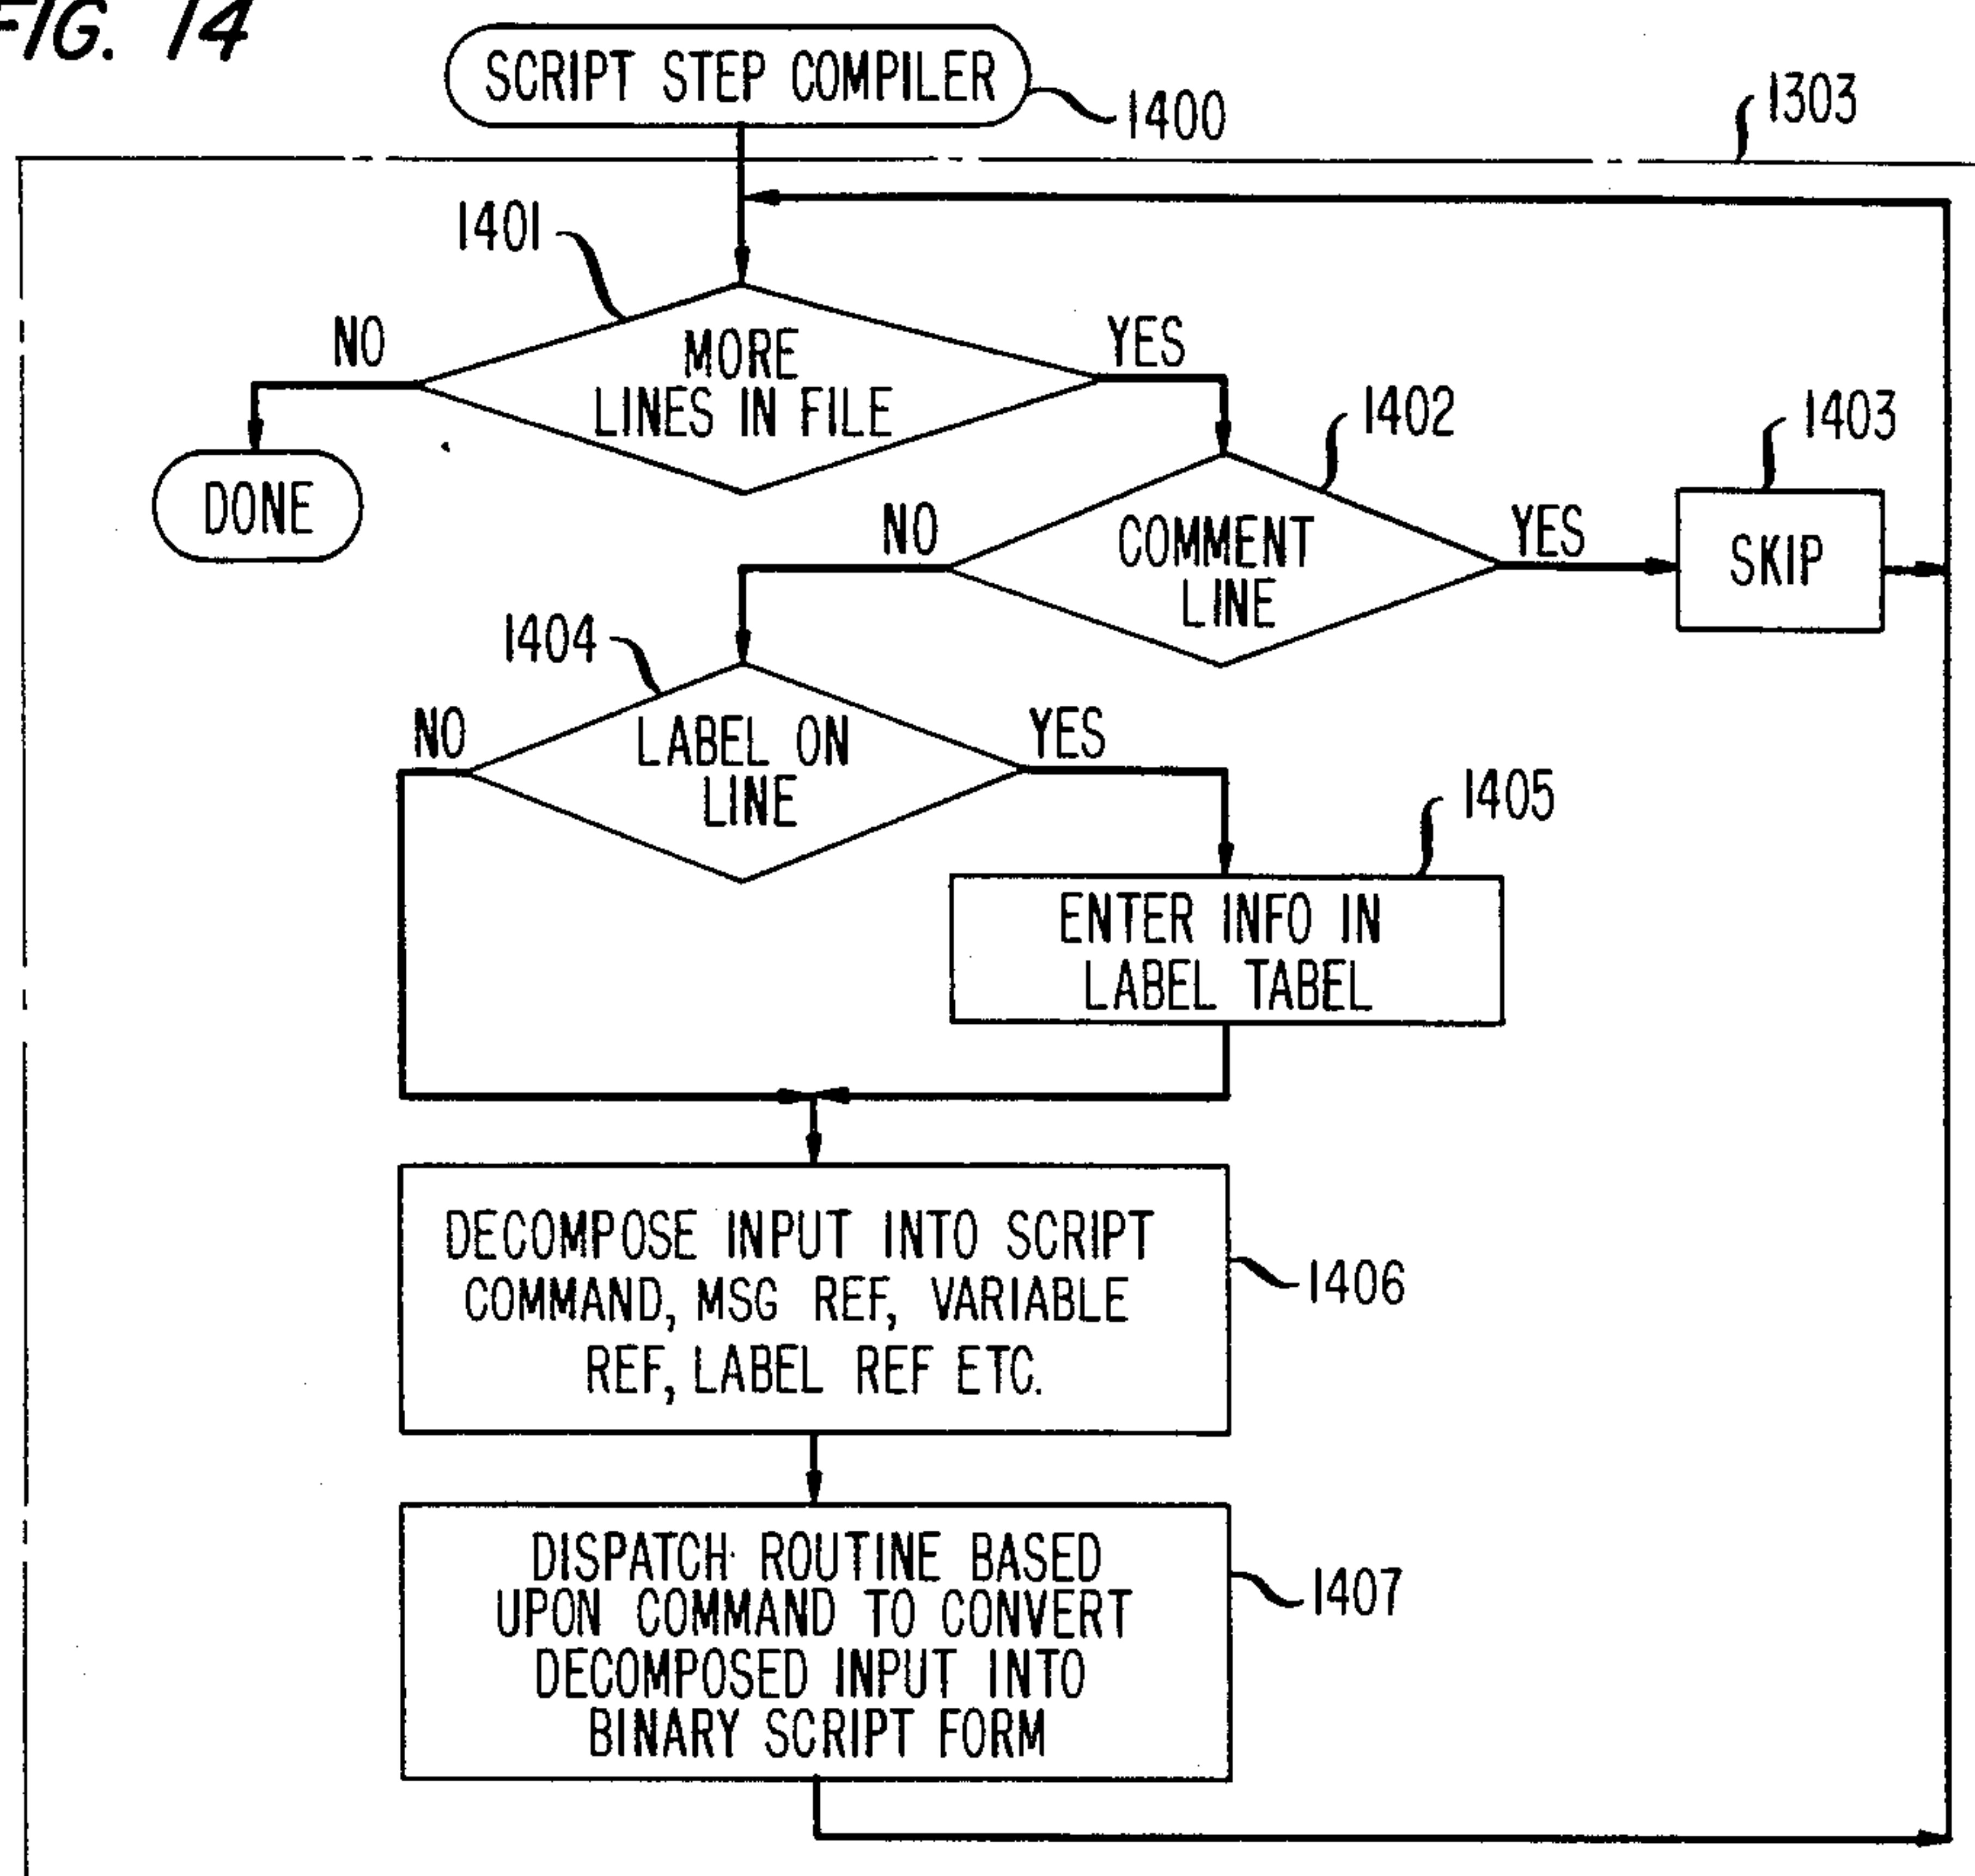 FIG. 14
SCRIPT STEP COMPILER
1400
1303
1401
NO
MORE
LINES IN FILE
YES
1402
1403
DONE
NO
COMMENT
LINE
YES
SKIP
1404
NO
LABEL ON
LINE
YES
1405
ENTER INFO IN
LABEL TABEL
DECOMPOSE INPUT INTO SCRIPT
COMMAND, MSG REF, VARIABLE
REF, LABEL REF ETC.
1406
DISPATCH ROUTINE BASED
UPON COMMAND TO CONVERT
DECOMPOSED INPUT INTO
BINARY SCRIPT FORM
1407